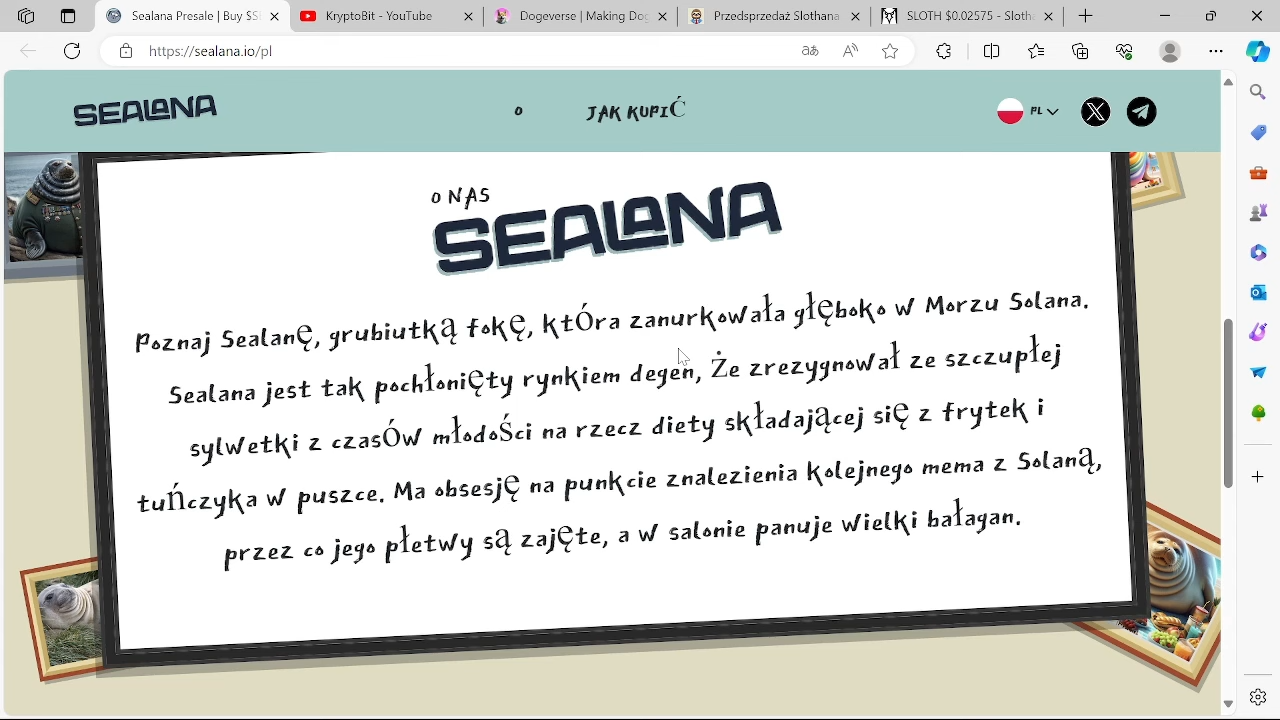 Sealana Presale | Buy $S
KryptoBit - YouTube
Dogeverse | Making Dog
Przedsprzedaż Slothana
SLOTH $0.02575 - Slotha
https://sealana.io/pl
SEALANA
O
JAK KUPIĆ
PL
O NAS
SEALANA
Poznaj Sealanę, grubiutką fokę, która zanurkowała głęboko w Morzu Solana.
Sealana jest tak pochłonięty rynkiem degen, Że zrezygnował ze szczupłej
sylwetki z czasÓw młodoŚci na rzecz diety składającej się z frytek i
tuńczyka w puszce. Ma obsesję na punkcie znalezienia kolejnego mema z Solaną,
przez co jego płetwy są zajęte, a w salonie panuje wielki bałagan.